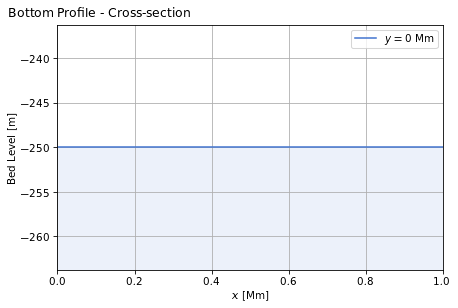 Bottom Profile - Cross-section
y = 0 Mm
−240
−245
−250
−255
−260
Bed Level [m]
0.0 0.2 0.4 0.6 0.8 1.0
x [Mm]